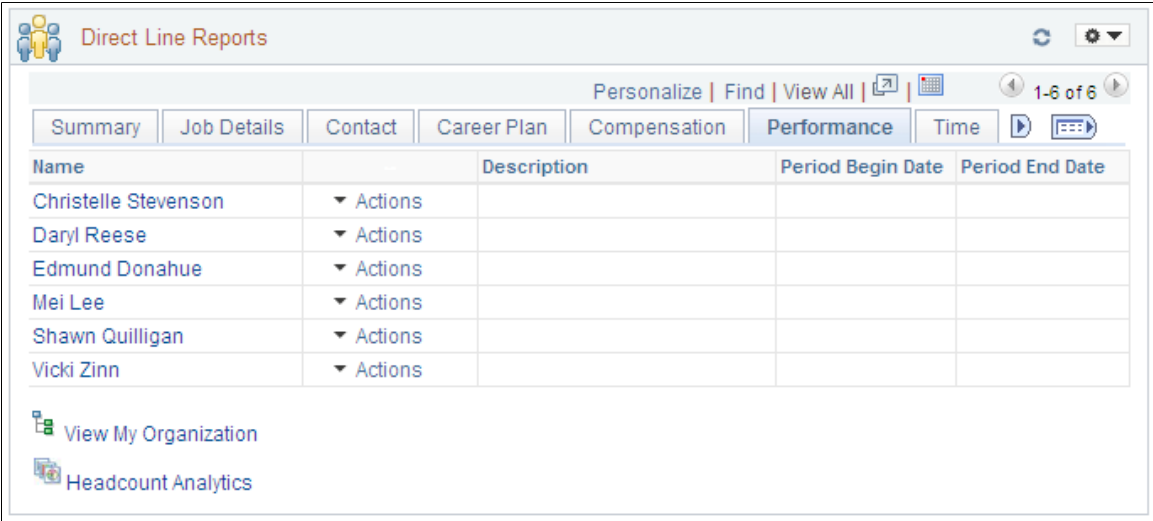 Direct Line Reports
Personalize | Find | View All | | 1-6 of 6
Summary Job Details Contact Career Plan Compensation Performance Time
Name Description Period Begin Date Period End Date
Christelle Stevenson Actions
Daryl Reese Actions
Edmund Donahue Actions
Mei Lee Actions
Shawn Quilligan Actions
Vicki Zinn Actions
View My Organization
Headcount Analytics